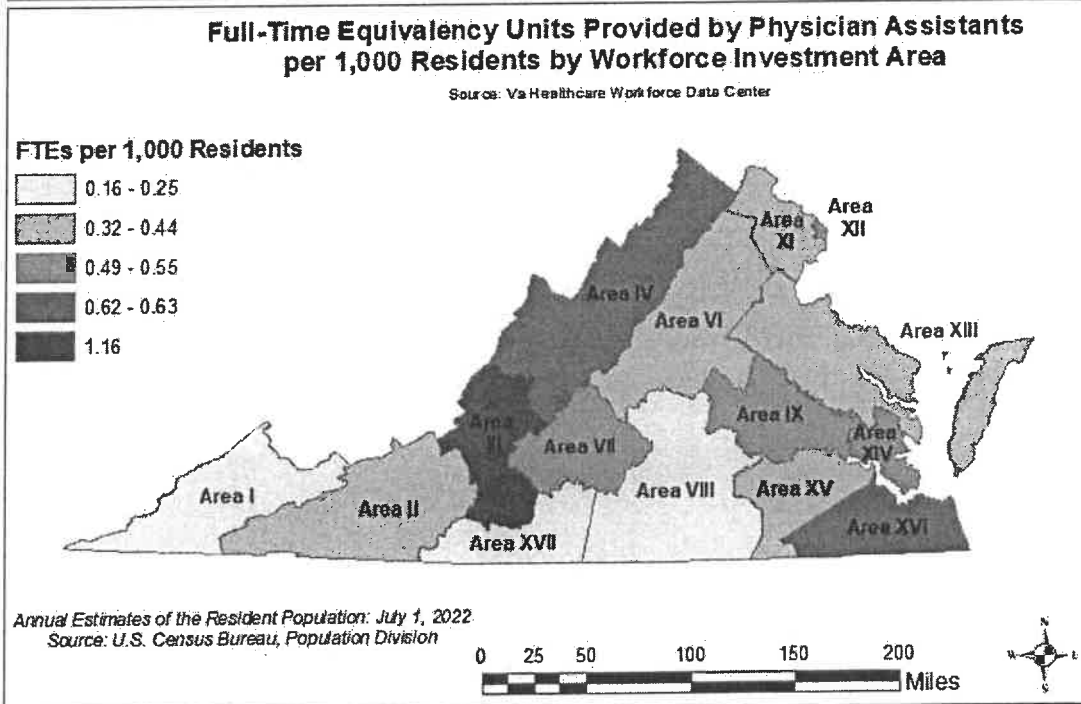 Full-Time Equivalency Units Provided by Physician Assistants
per 1,000 Residents by Workforce Investment Area
Source: Va Healthcare Workforce Data Center
FTEs per 1,000 Residents
0.16 - 0.25
0.32 - 0.44
0.49 - 0.55
0.62 - 0.63
1.16
Area XI
Area XII
Area IV
Area VI
Area XIII
Area III
Area VII
Area IX
Area XIV
Area I
Area II
Area VIII
Area XV
Area XVI
Area XVII
Annual Estimates of the Resident Population: July 1, 2022
Source: U.S. Census Bureau, Population Division
0 25 50 100 150 200
Miles
N
W E
S